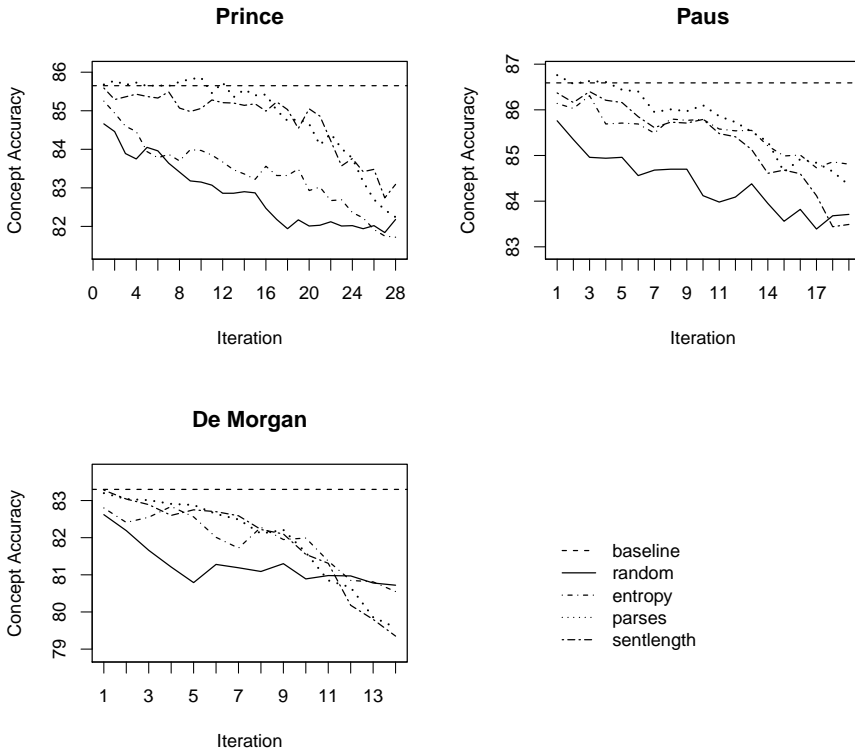 Prince
Concept Accuracy
86
85
84
83
82
0 4 8 12 16 20 24 28
Iteration
Paus
Concept Accuracy
87
86
85
84
83
1 3 5 7 9 11 14 17
Iteration
De Morgan
Concept Accuracy
83
82
81
80
79
1 3 5 7 9 11 13
Iteration
baseline
random
entropy
parses
sentlength